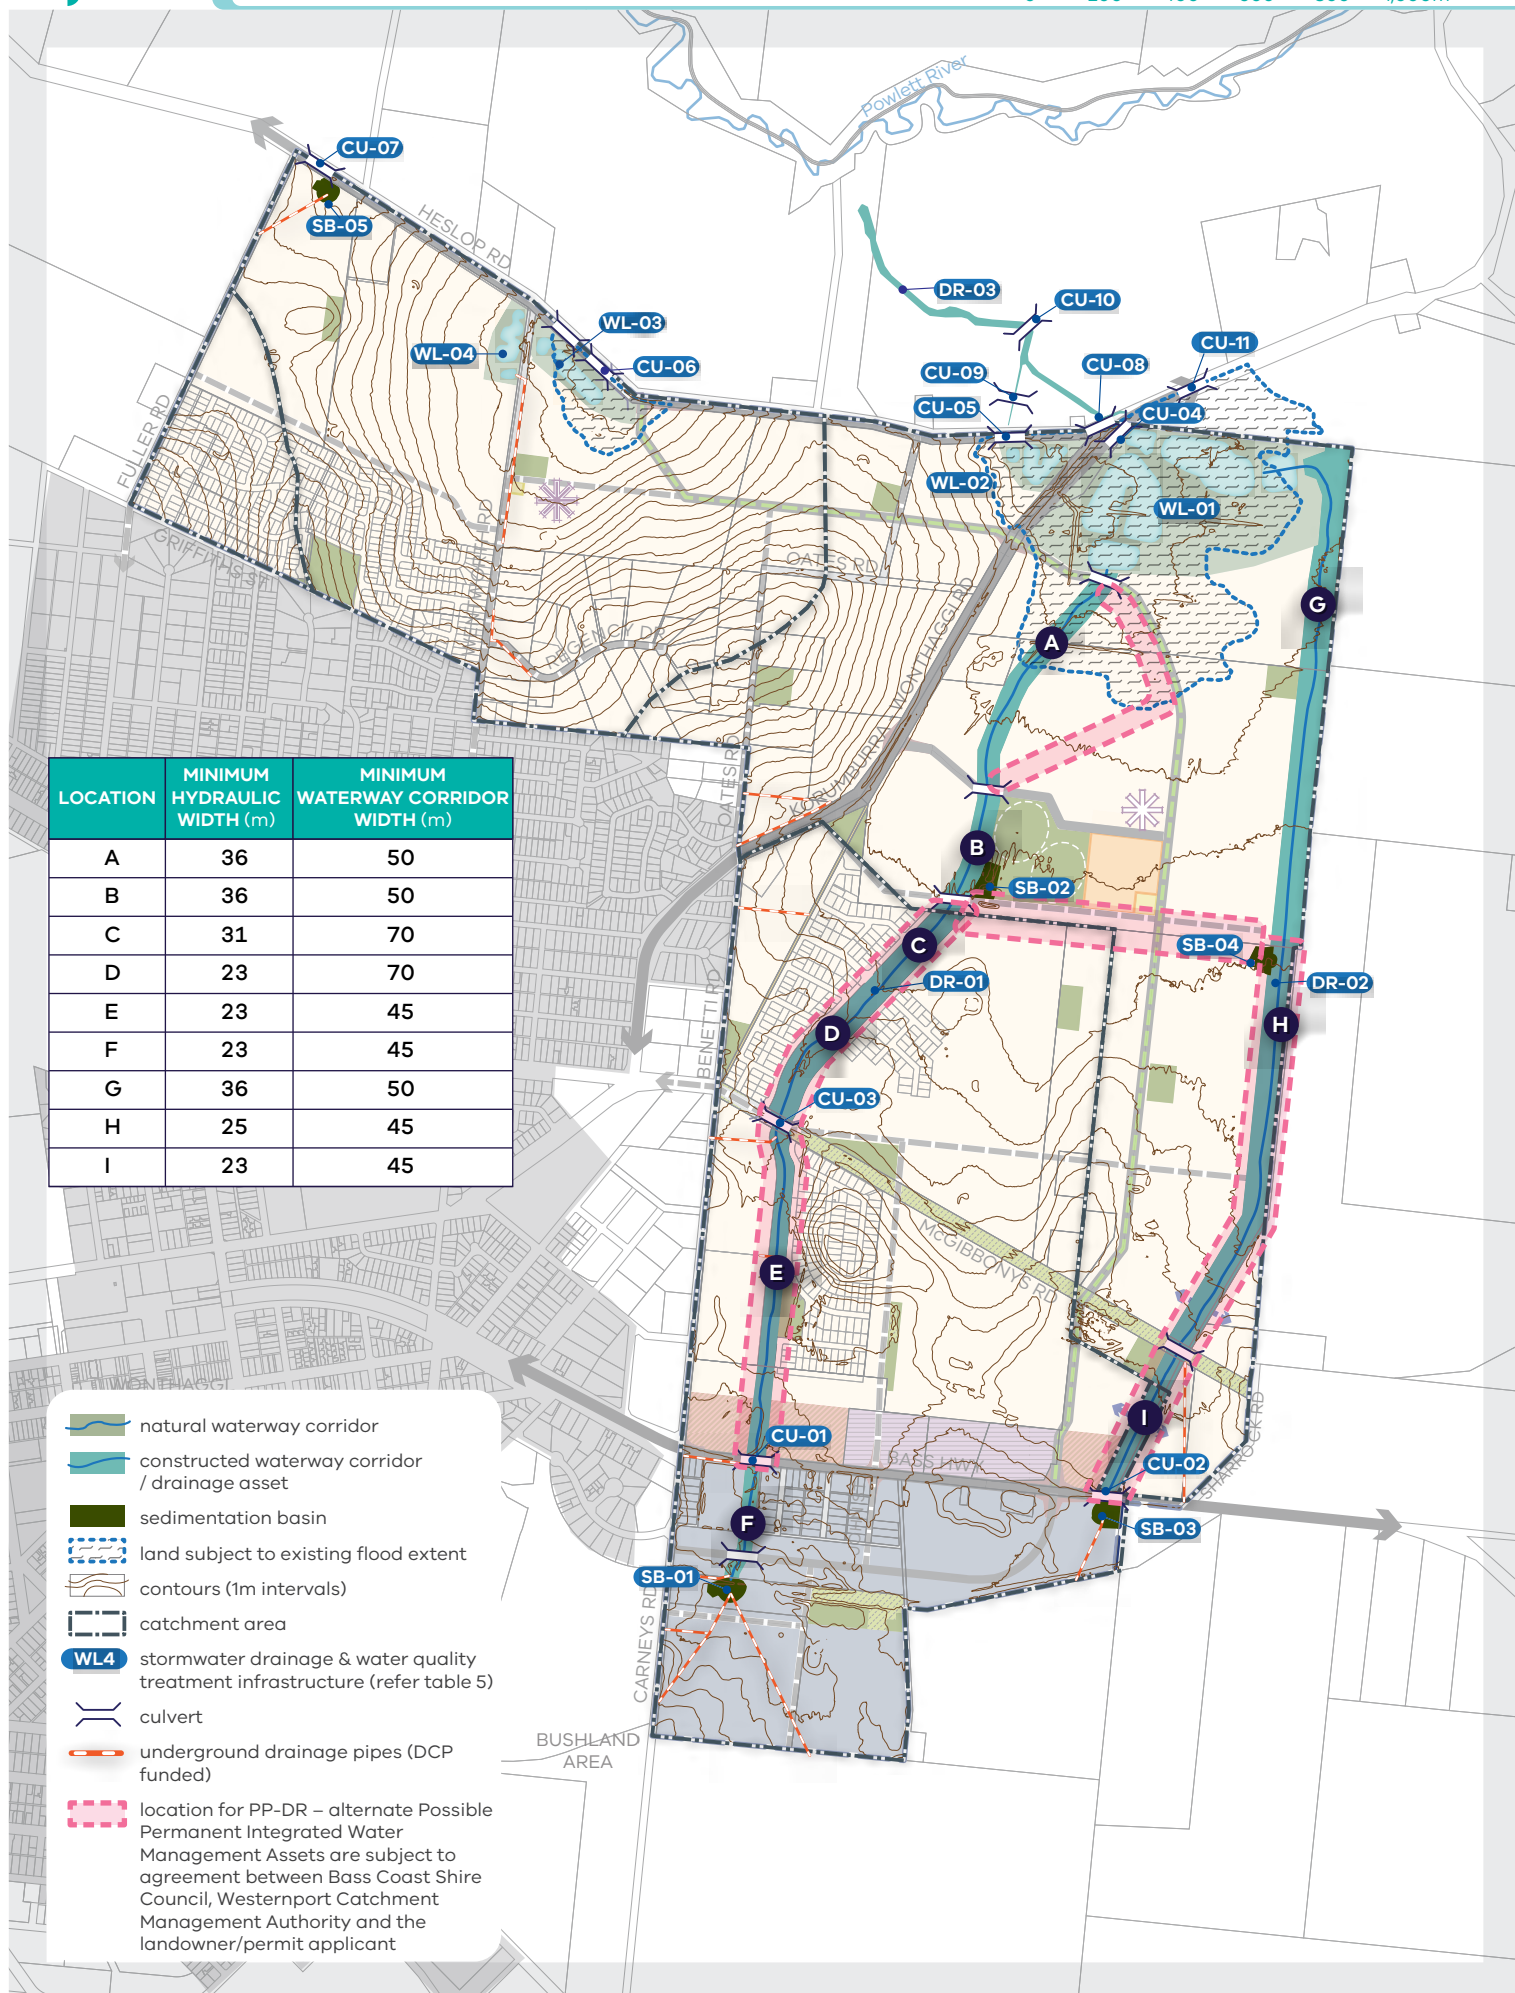 Powlett River
CU-07
SB-05
HESLOP RD
DR-03
CU-10
WL-03
WL-04
CU-06
CU-11
CU-09
CU-08
CU-05
CU-04
WL-02
WL-01
FULLER RD
GRIFFITHS ST
OATES RD
REGENCY DR
KORUMBURRA - WONTHAGGI RD
G
A
OATES RD
LOCATION
MINIMUM
HYDRAULIC
WIDTH (m)
MINIMUM
WATERWAY CORRIDOR
WIDTH (m)
A 36 50
B 36 50
C 31 70
D 23 70
E 23 45
F 23 45
G 36 50
H 25 45
I 23 45
B
SB-02
C
SB-04
DR-01
DR-02
D
H
BENETTI RD
CU-03
McGIBBONYS RD
E
WONTHAGGI
I
CU-01
BASS HWY
CU-02
SHARROCK RD
F
SB-03
SB-01
CARNEYS RD
BUSHLAND
AREA
natural waterway corridor
constructed waterway corridor
/ drainage asset
sedimentation basin
land subject to existing flood extent
contours (1m intervals)
catchment area
WL4
stormwater drainage & water quality
treatment infrastructure (refer table 5)
culvert
underground drainage pipes (DCP
funded)
location for PP-DR – alternate Possible
Permanent Integrated Water
Management Assets are subject to
agreement between Bass Coast Shire
Council, Westernport Catchment
Management Authority and the
landowner/permit applicant